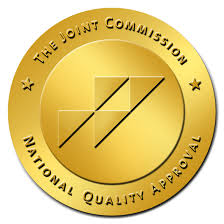 THE JOINT COMMISSION
NATIONAL QUALITY APPROVAL